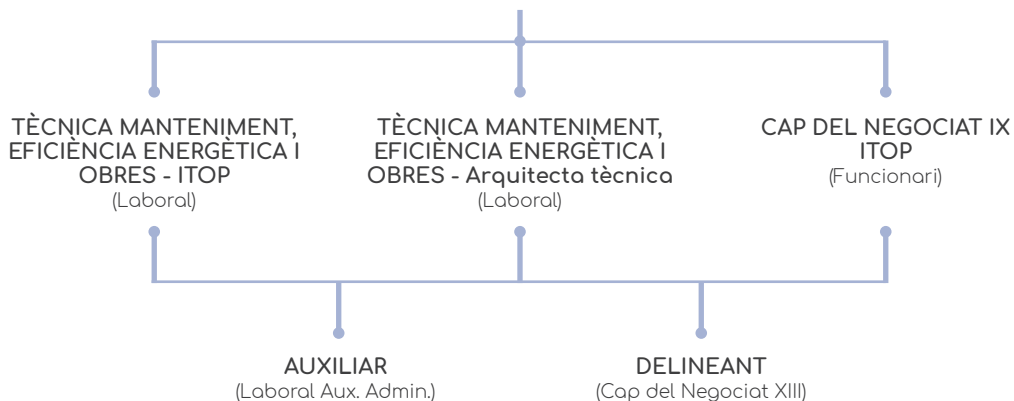 TÈCNICA MANTENIMENT,
EFICIÈNCIA ENERGÈTICA I
OBRES - ITOP
(Laboral)
TÈCNICA MANTENIMENT,
EFICIÈNCIA ENERGÈTICA I
OBRES - Arquitecta tècnica
(Laboral)
CAP DEL NEGOCIAT IX
ITOP
(Funcionari)
AUXILIAR
(Laboral Aux. Admin.)
DELINEANT
(Cap del Negociat XIII)